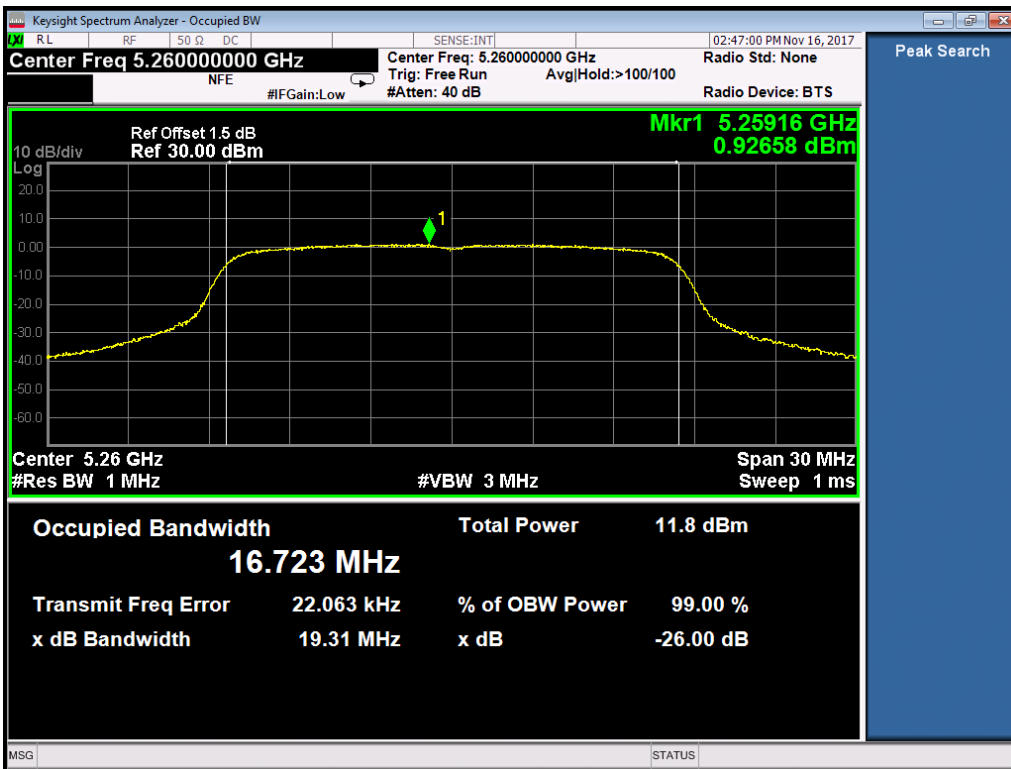 Keysight Spectrum Analyzer - Occupied BW
LXI RL RF 50 Ω DC SENSE:INT 02:47:00 PM Nov 16, 2017
Center Freq 5.260000000 GHz Center Freq: 5.260000000 GHz Radio Std: None Peak Search
NFE Trig: Free Run Avg|Hold:>100/100
#IFGain:Low #Atten: 40 dB Radio Device: BTS
Ref Offset 1.5 dB Mkr1 5.25916 GHz
10 dB/div Ref 30.00 dBm 0.92658 dBm
Log
20.0
10.0
1
0.00
-10.0
-20.0
-30.0
-40.0
-50.0
-60.0
Center 5.26 GHz Span 30 MHz
#Res BW 1 MHz #VBW 3 MHz Sweep 1 ms
Occupied Bandwidth Total Power 11.8 dBm
16.723 MHz
Transmit Freq Error 22.063 kHz % of OBW Power 99.00 %
x dB Bandwidth 19.31 MHz x dB -26.00 dB
MSG STATUS